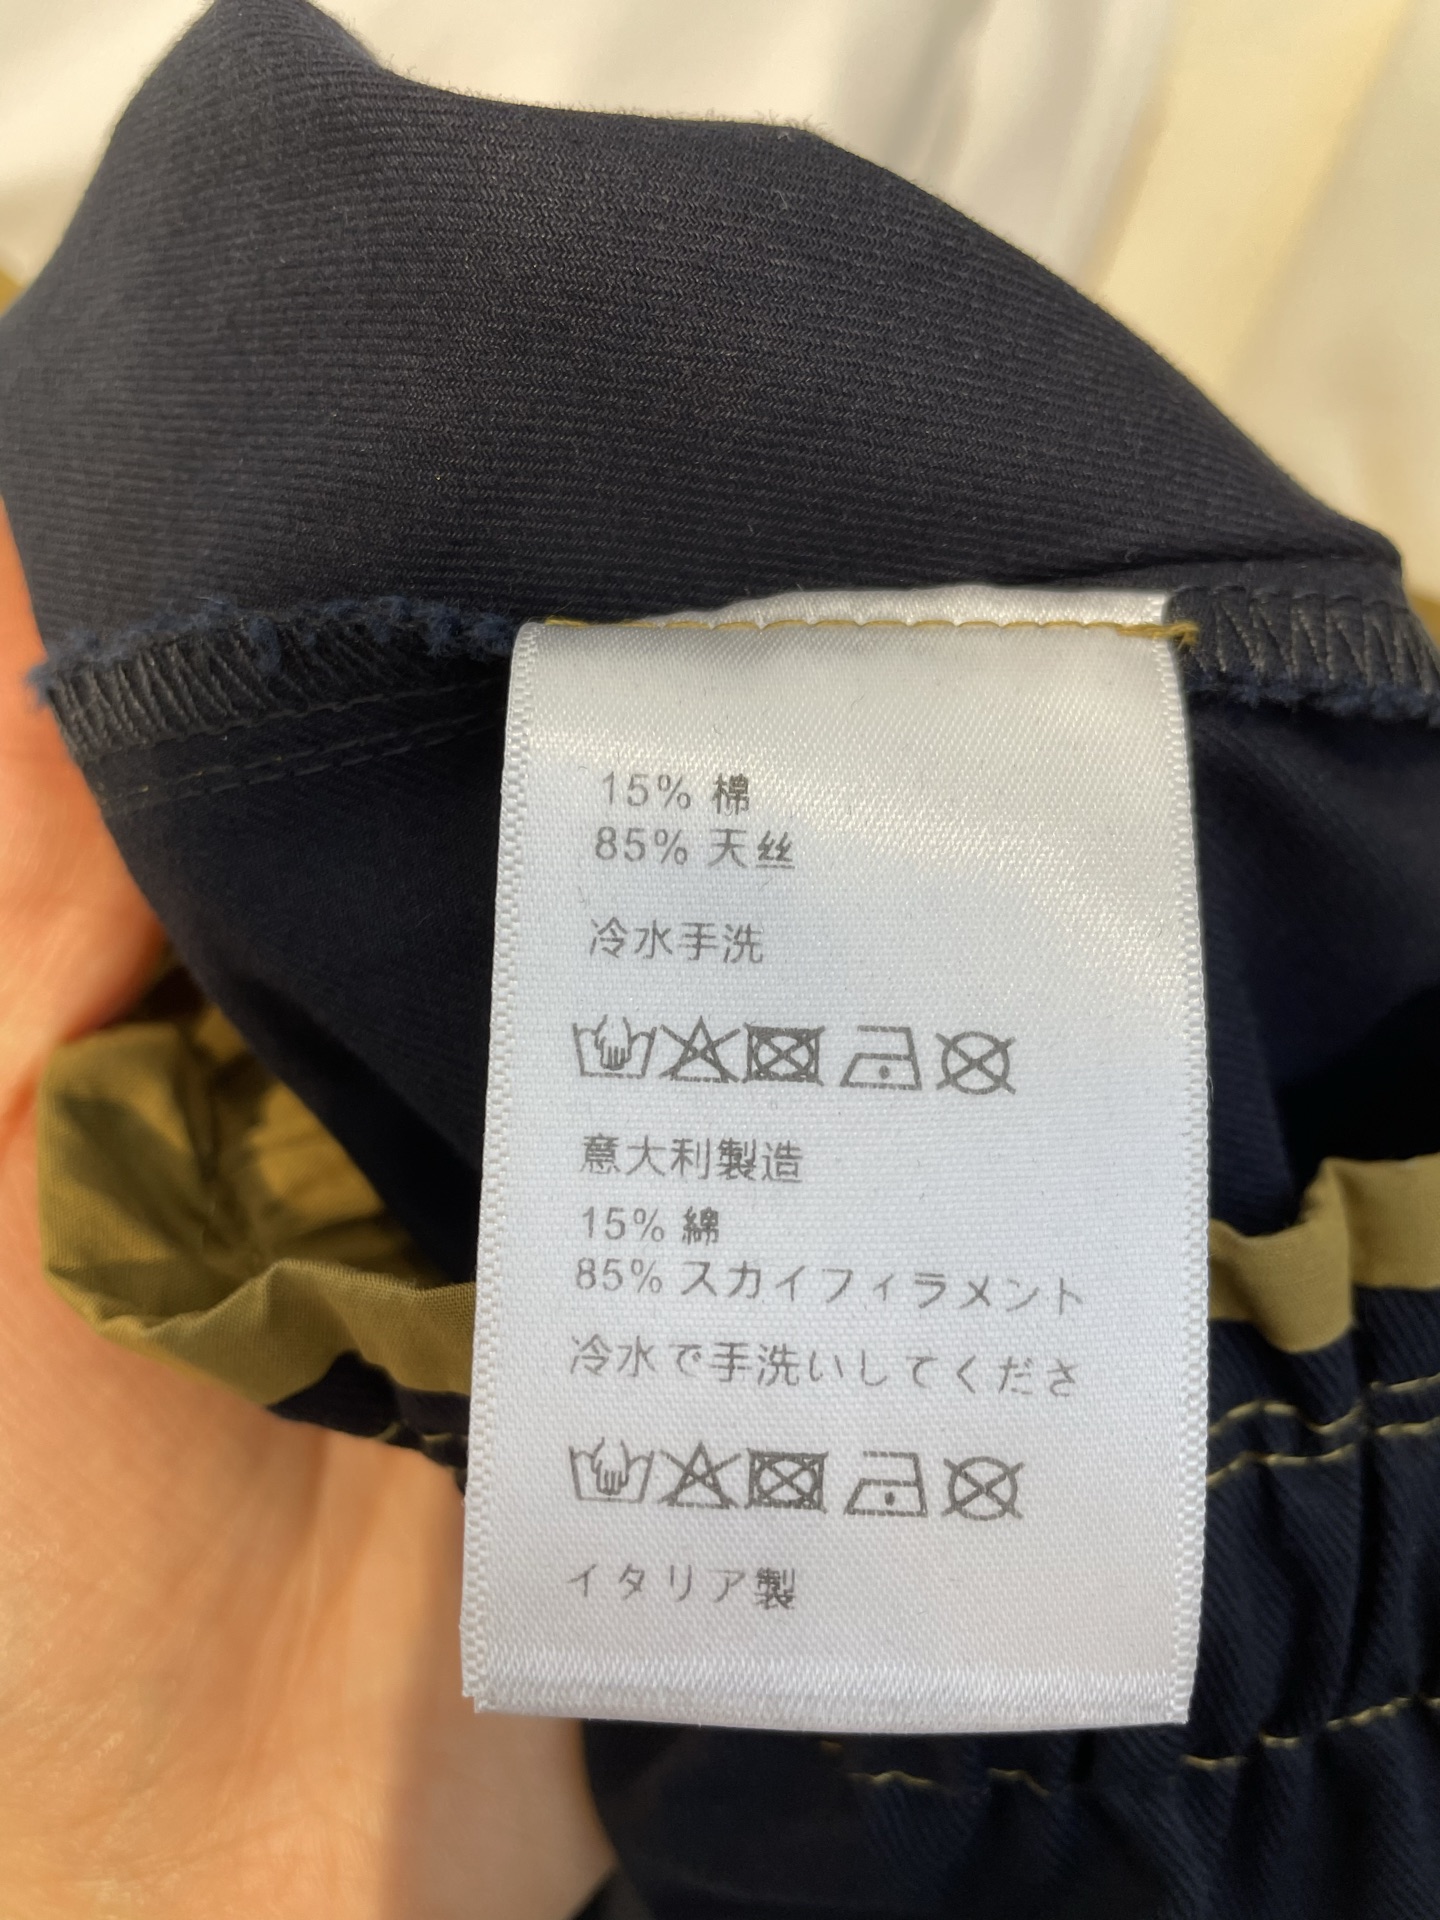 15% 棉
85% 天丝
冷水手洗
意大利製造
15% 綿
85% スカイフィラメント
冷水で手洗いしてくださ
イタリア製